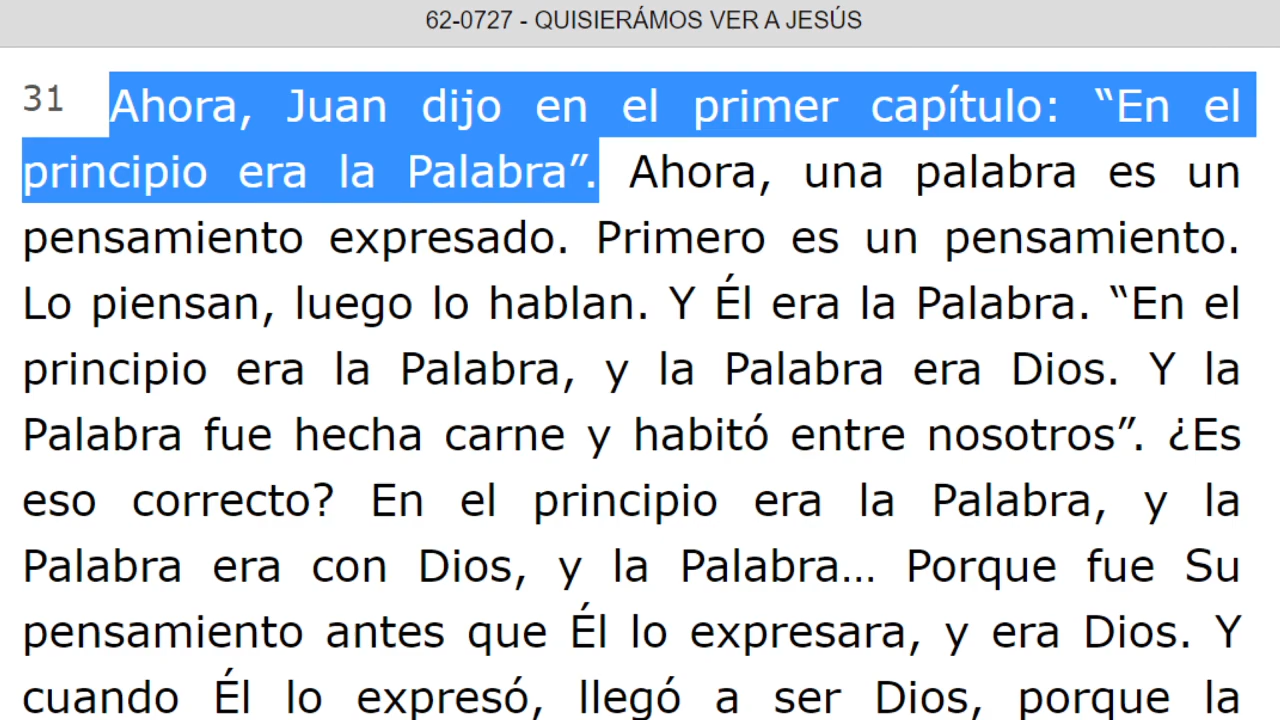 62-0727 - QUISIERÁMOS VER A JESÚS
31 Ahora, Juan dijo en el primer capítulo: “En el
principio era la Palabra”. Ahora, una palabra es un
pensamiento expresado. Primero es un pensamiento.
Lo piensan, luego lo hablan. Y Él era la Palabra. “En el
principio era la Palabra, y la Palabra era Dios. Y la
Palabra fue hecha carne y habitó entre nosotros”. ¿Es
eso correcto? En el principio era la Palabra, y la
Palabra era con Dios, y la Palabra... Porque fue Su
pensamiento antes que Él lo expresara, y era Dios. Y
cuando Él lo expresó, llegó a ser Dios, porque la